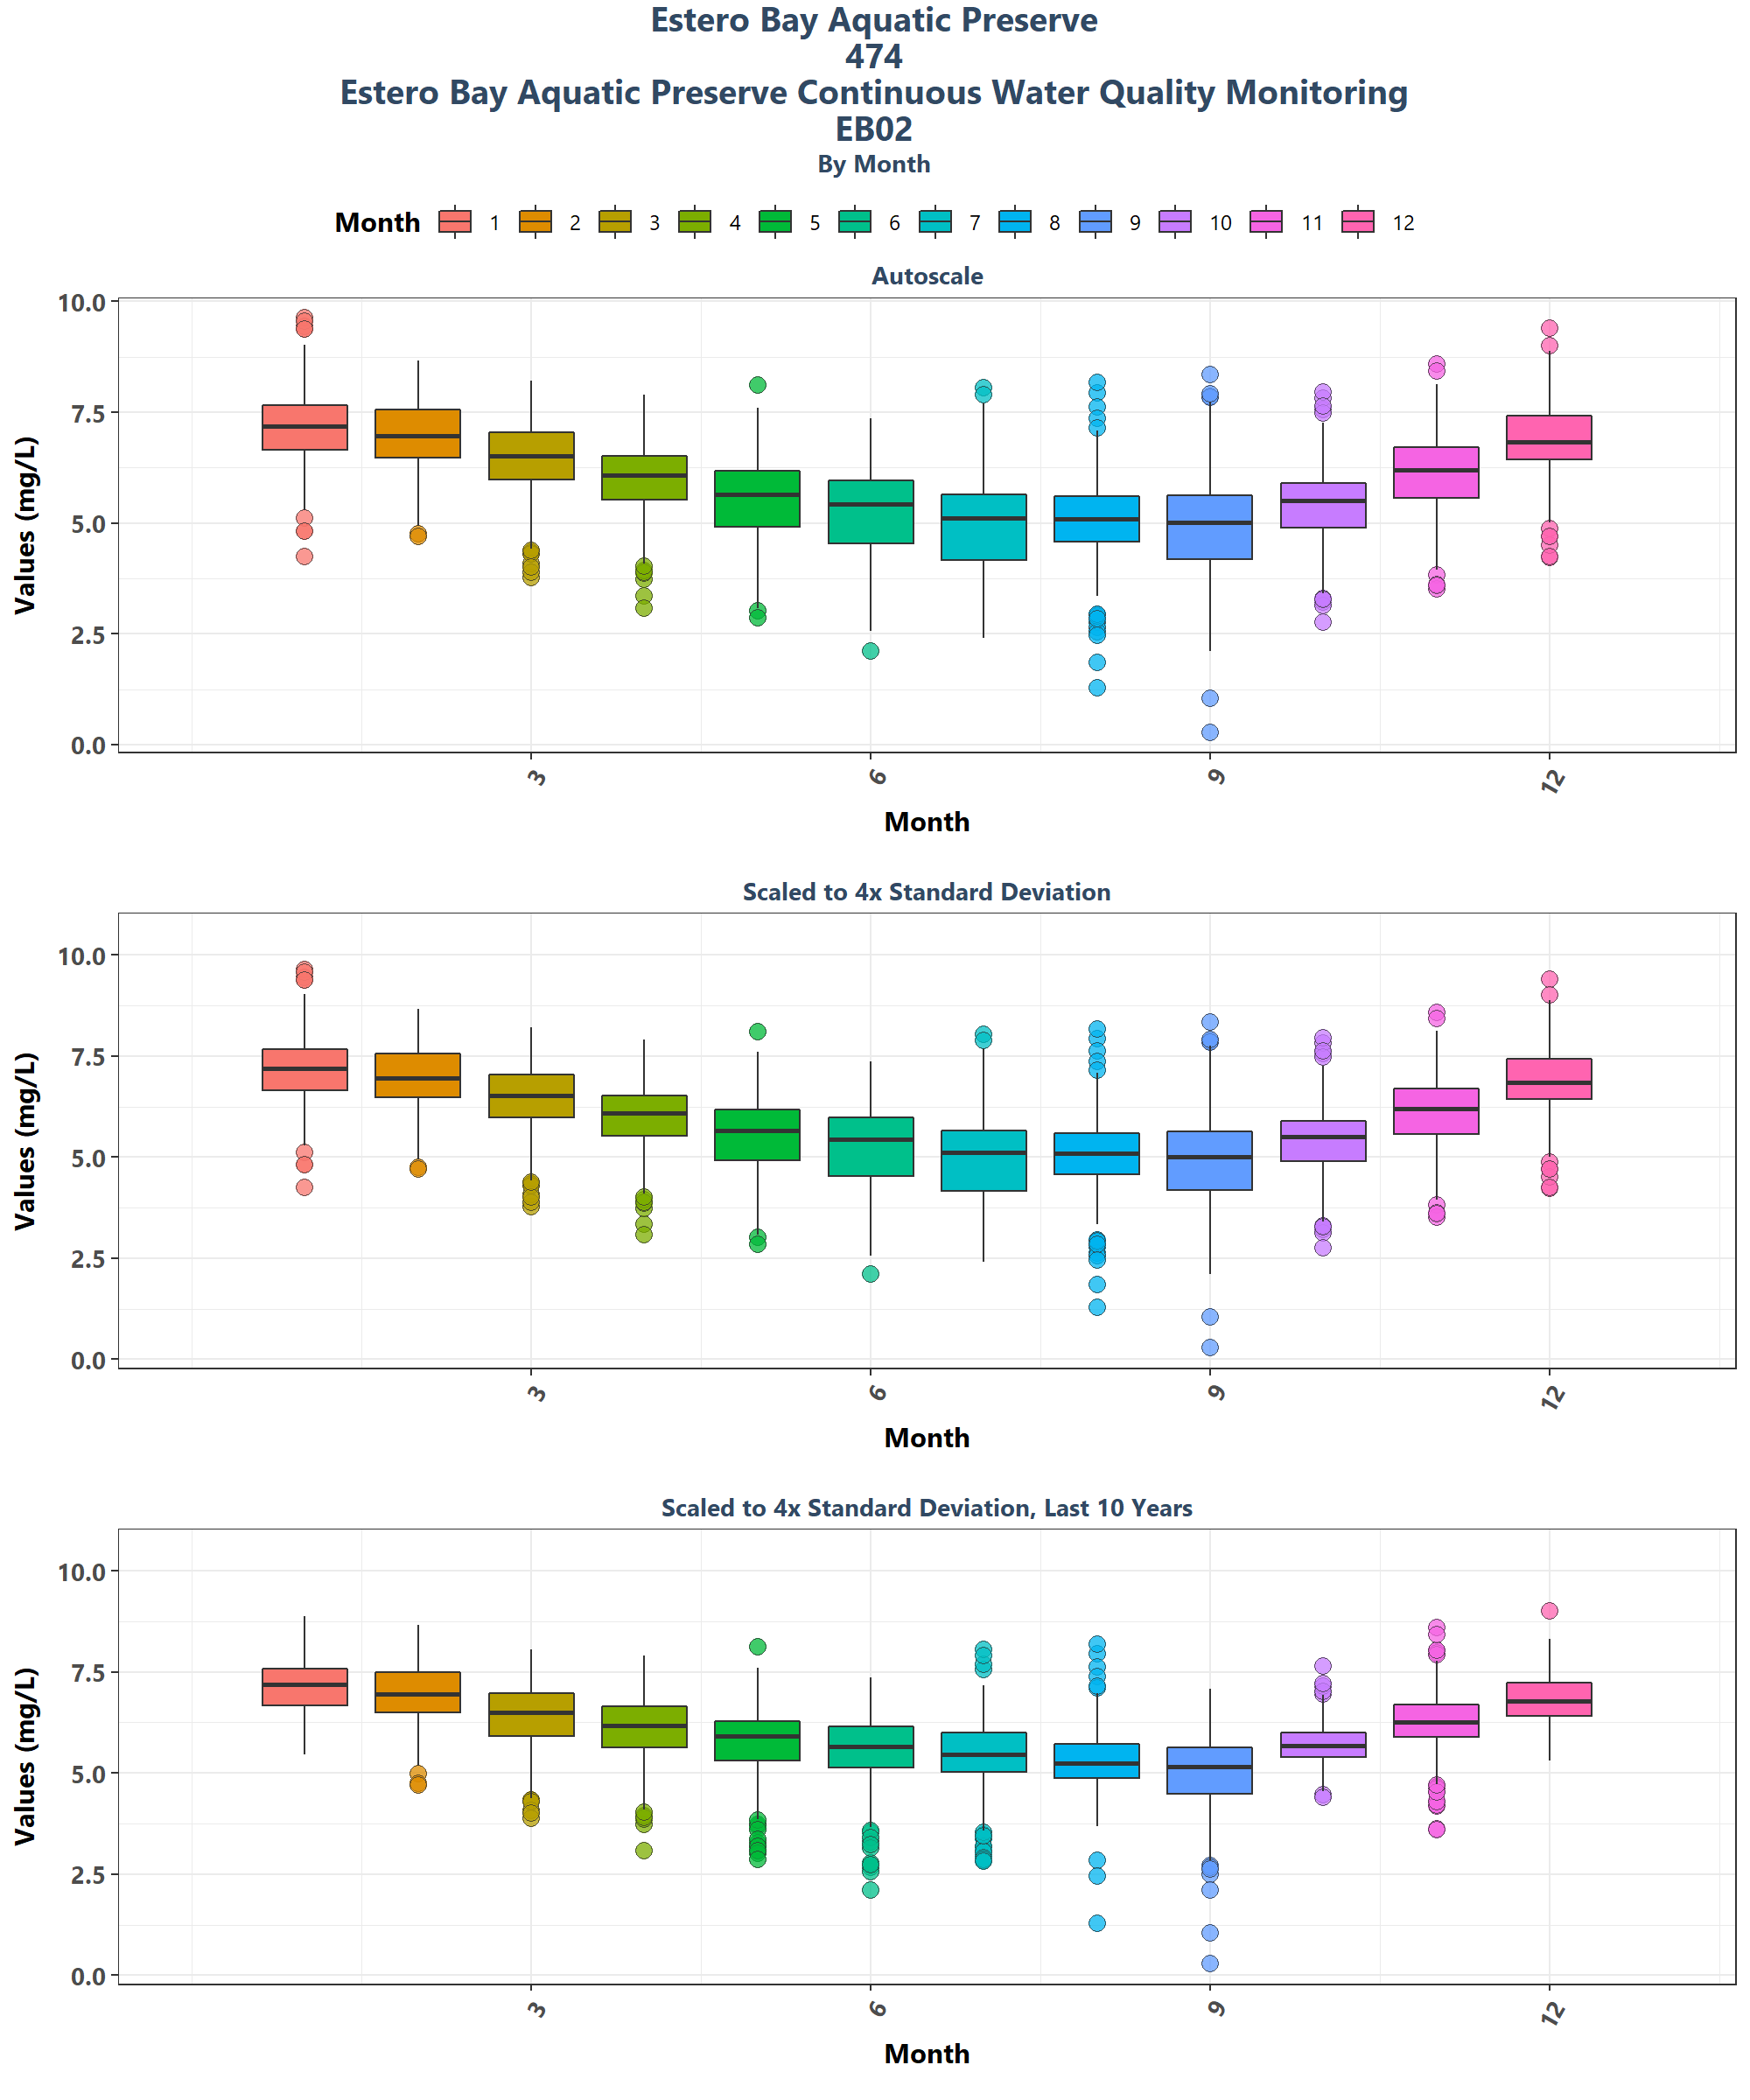 Estero Bay Aquatic Preserve
474
Estero Bay Aquatic Preserve Continuous Water Quality Monitoring
EB02
By Month
Month 1 2 3 4 5 6 7 8 9 10 11 12
Autoscale
Values (mg/L)
10.0
7.5
5.0
2.5
0.0
3 6 9 12
Month
Scaled to 4x Standard Deviation
Values (mg/L)
10.0
7.5
5.0
2.5
0.0
3 6 9 12
Month
Scaled to 4x Standard Deviation, Last 10 Years
Values (mg/L)
10.0
7.5
5.0
2.5
0.0
3 6 9 12
Month